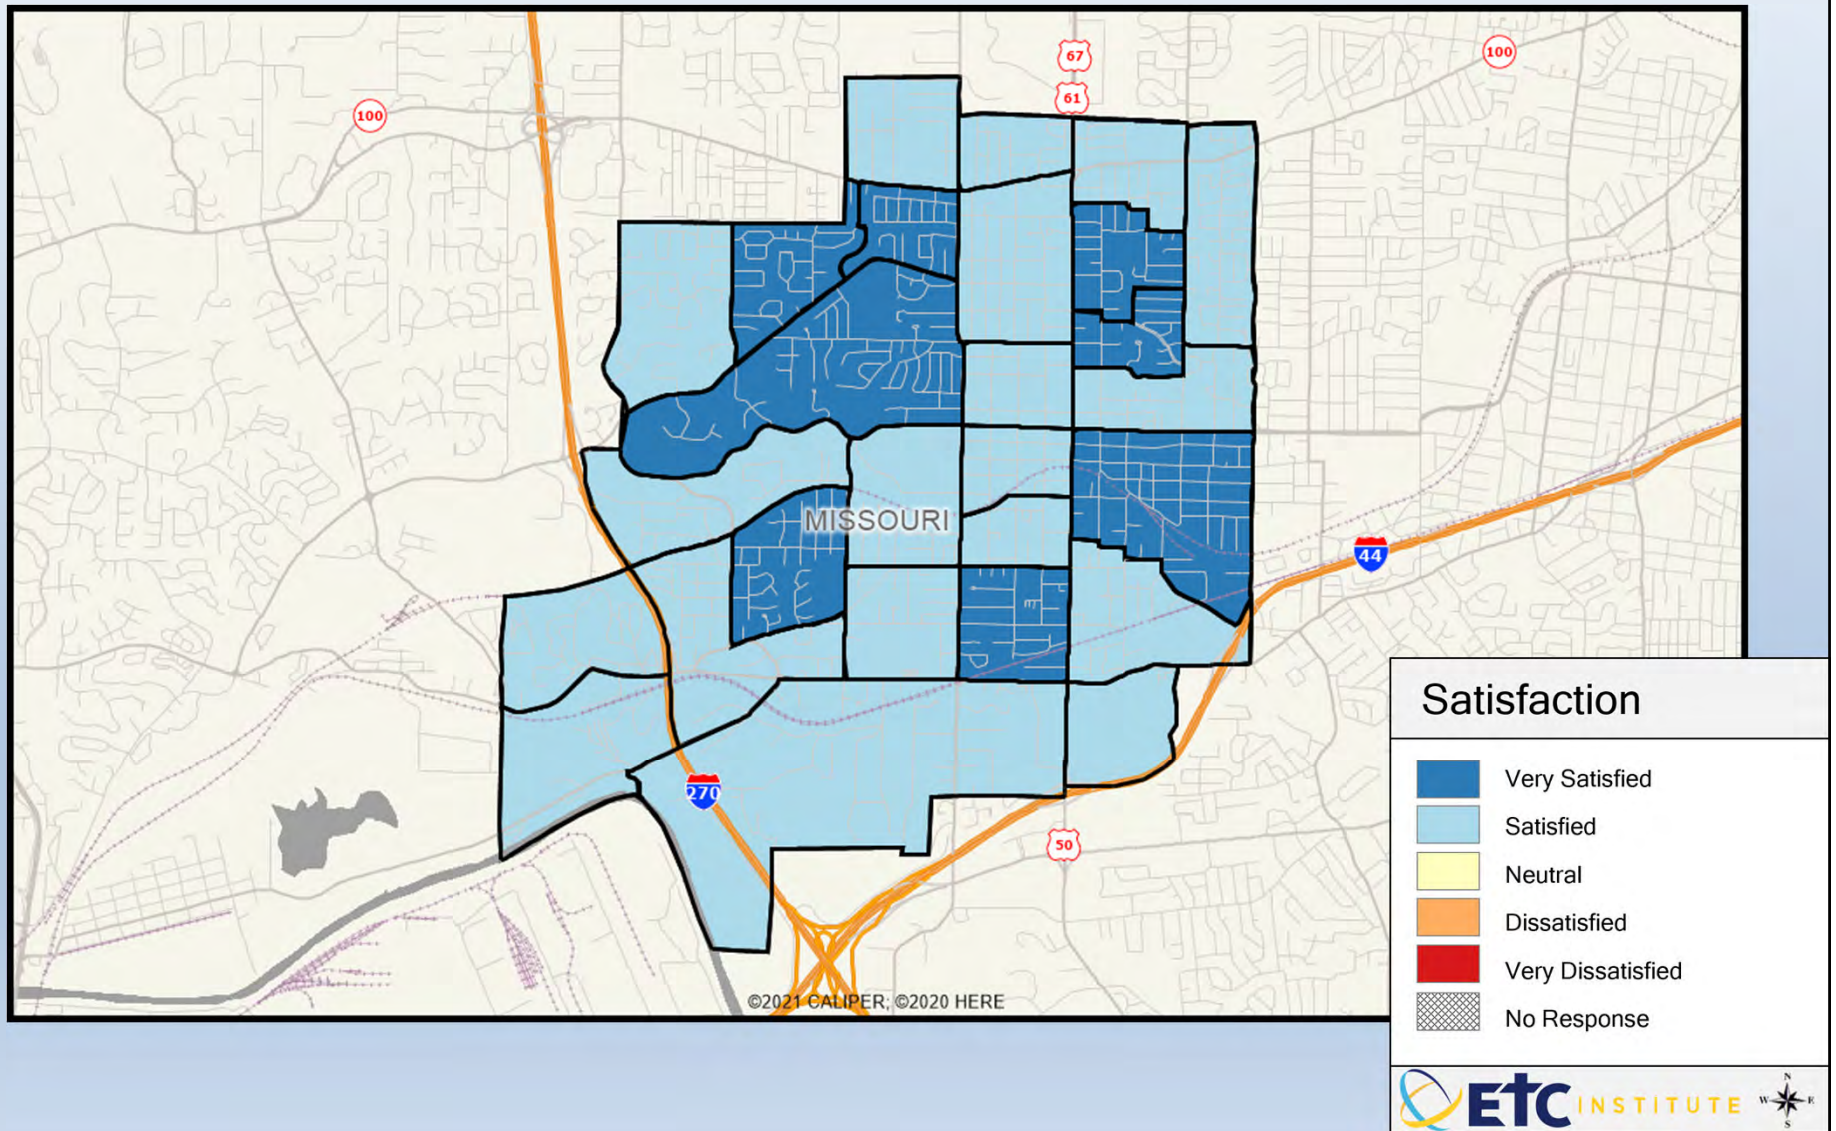 67
100
61
100
MISSOURI
44
270
50
©2021 CALIPER; ©2020 HERE
Satisfaction
Very Satisfied
Satisfied
Neutral
Dissatisfied
Very Dissatisfied
No Response
ETC INSTITUTE
N
W E
S